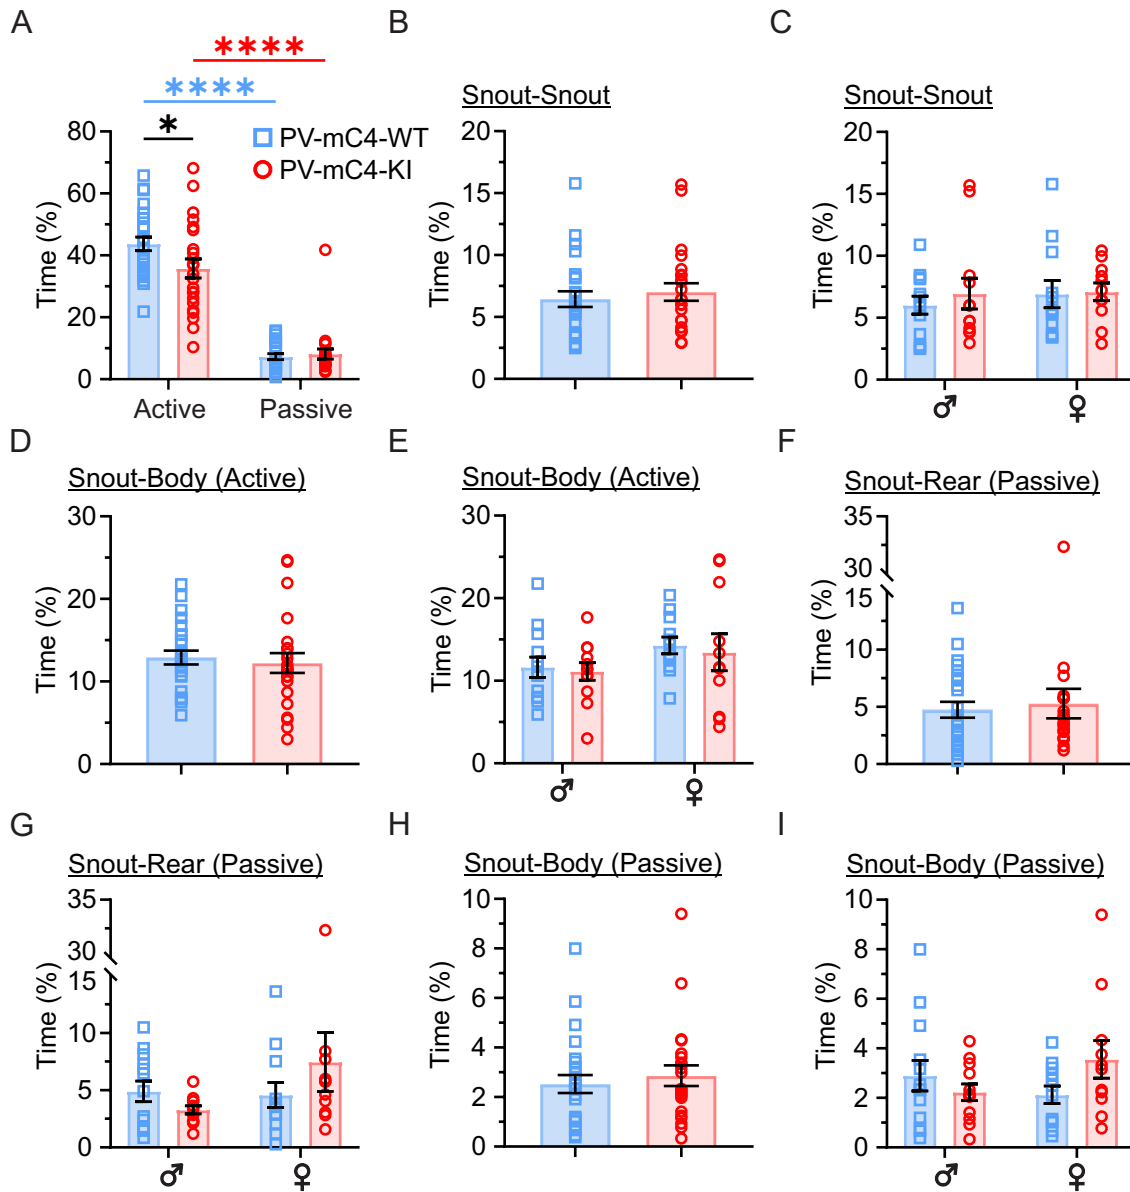 A
****
****
*
PV-mC4-WT
PV-mC4-KI
Time (%)
80
60
40
20
0
Active
Passive
B
Snout-Snout
Time (%)
20
15
10
5
0
C
Snout-Snout
Time (%)
20
15
10
5
0
♂
♀
D
Snout-Body (Active)
Time (%)
30
20
10
0
E
Snout-Body (Active)
Time (%)
30
20
10
0
♂
♀
F
Snout-Rear (Passive)
Time (%)
35
30
15
10
5
0
G
Snout-Rear (Passive)
Time (%)
35
30
15
10
5
0
♂
♀
H
Snout-Body (Passive)
Time (%)
10
8
6
4
2
0
I
Snout-Body (Passive)
Time (%)
10
8
6
4
2
0
♂
♀